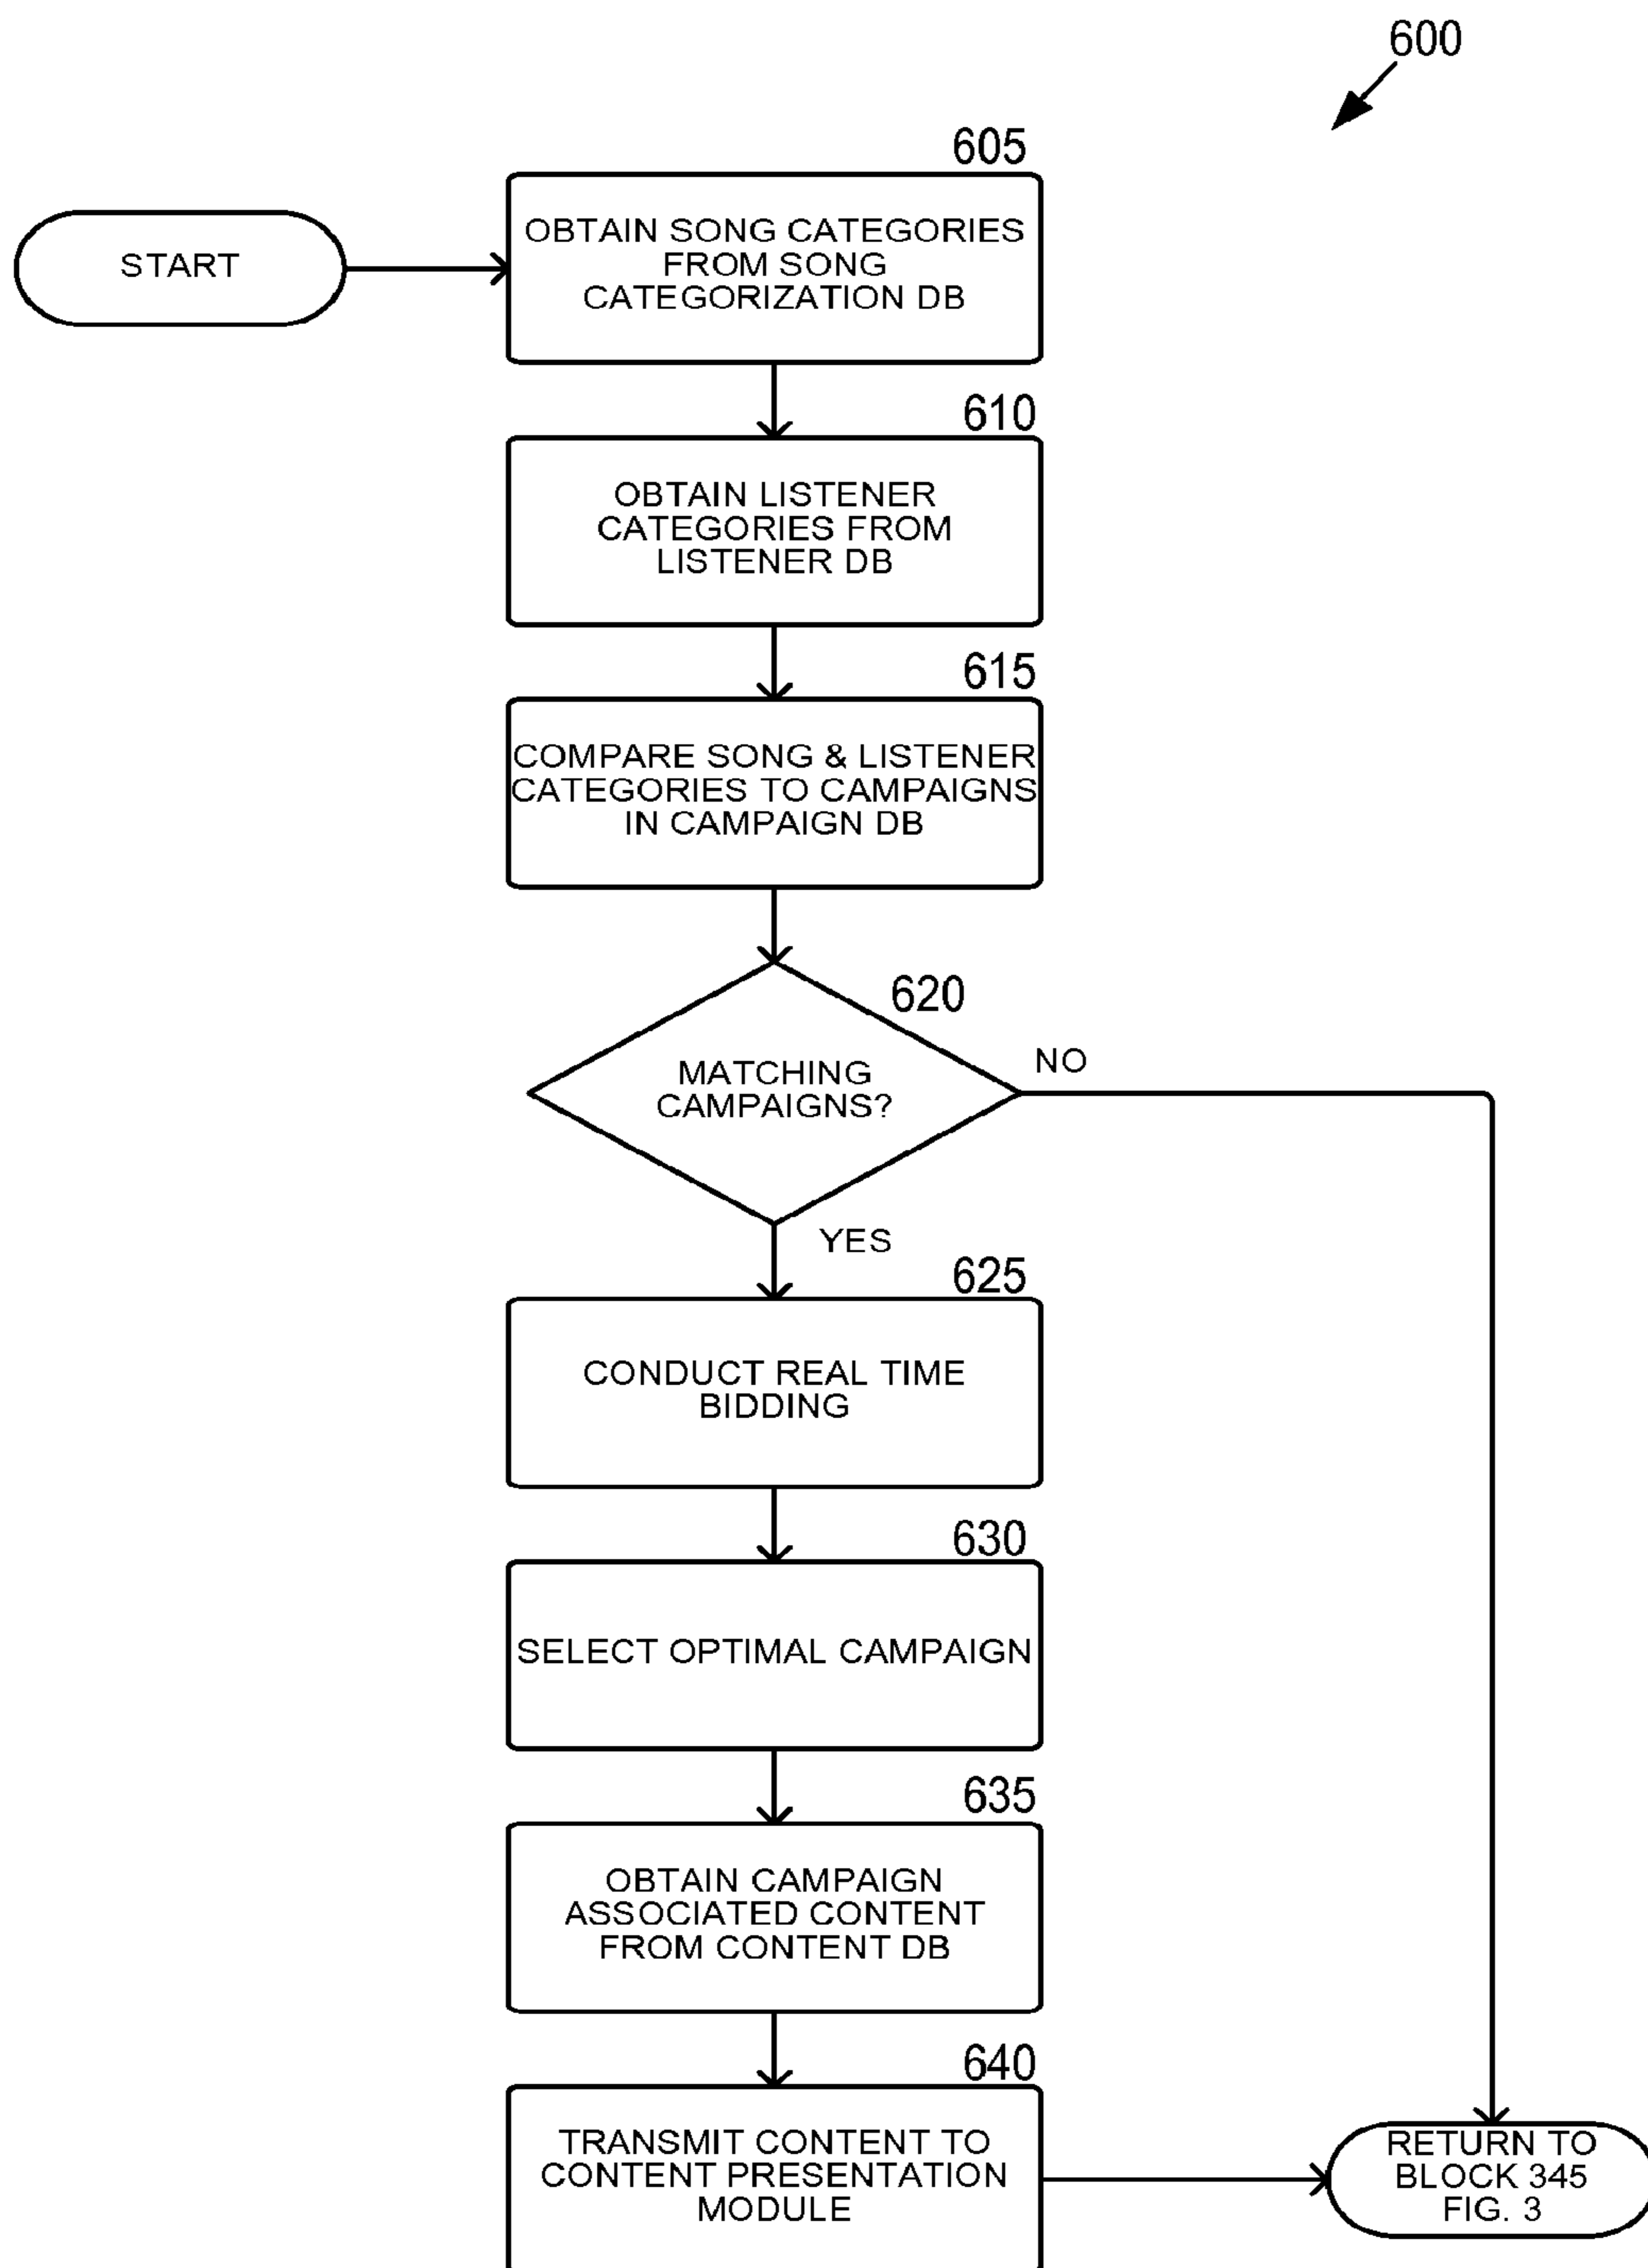 600
605
START
OBTAIN SONG CATEGORIES
FROM SONG
CATEGORIZATION DB
610
OBTAIN LISTENER
CATEGORIES FROM
LISTENER DB
615
COMPARE SONG & LISTENER
CATEGORIES TO CAMPAIGNS
IN CAMPAIGN DB
620
MATCHING
CAMPAIGNS?
NO
YES
625
CONDUCT REAL TIME
BIDDING
630
SELECT OPTIMAL CAMPAIGN
635
OBTAIN CAMPAIGN
ASSOCIATED CONTENT
FROM CONTENT DB
640
TRANSMIT CONTENT TO
CONTENT PRESENTATION
MODULE
RETURN TO
BLOCK 345
FIG. 3